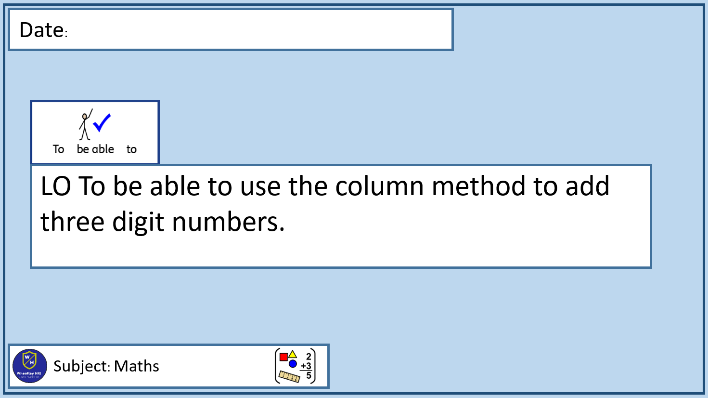 Date:
To be able to
LO To be able to use the column method to add
three digit numbers.
Subject: Maths
2
+3
5